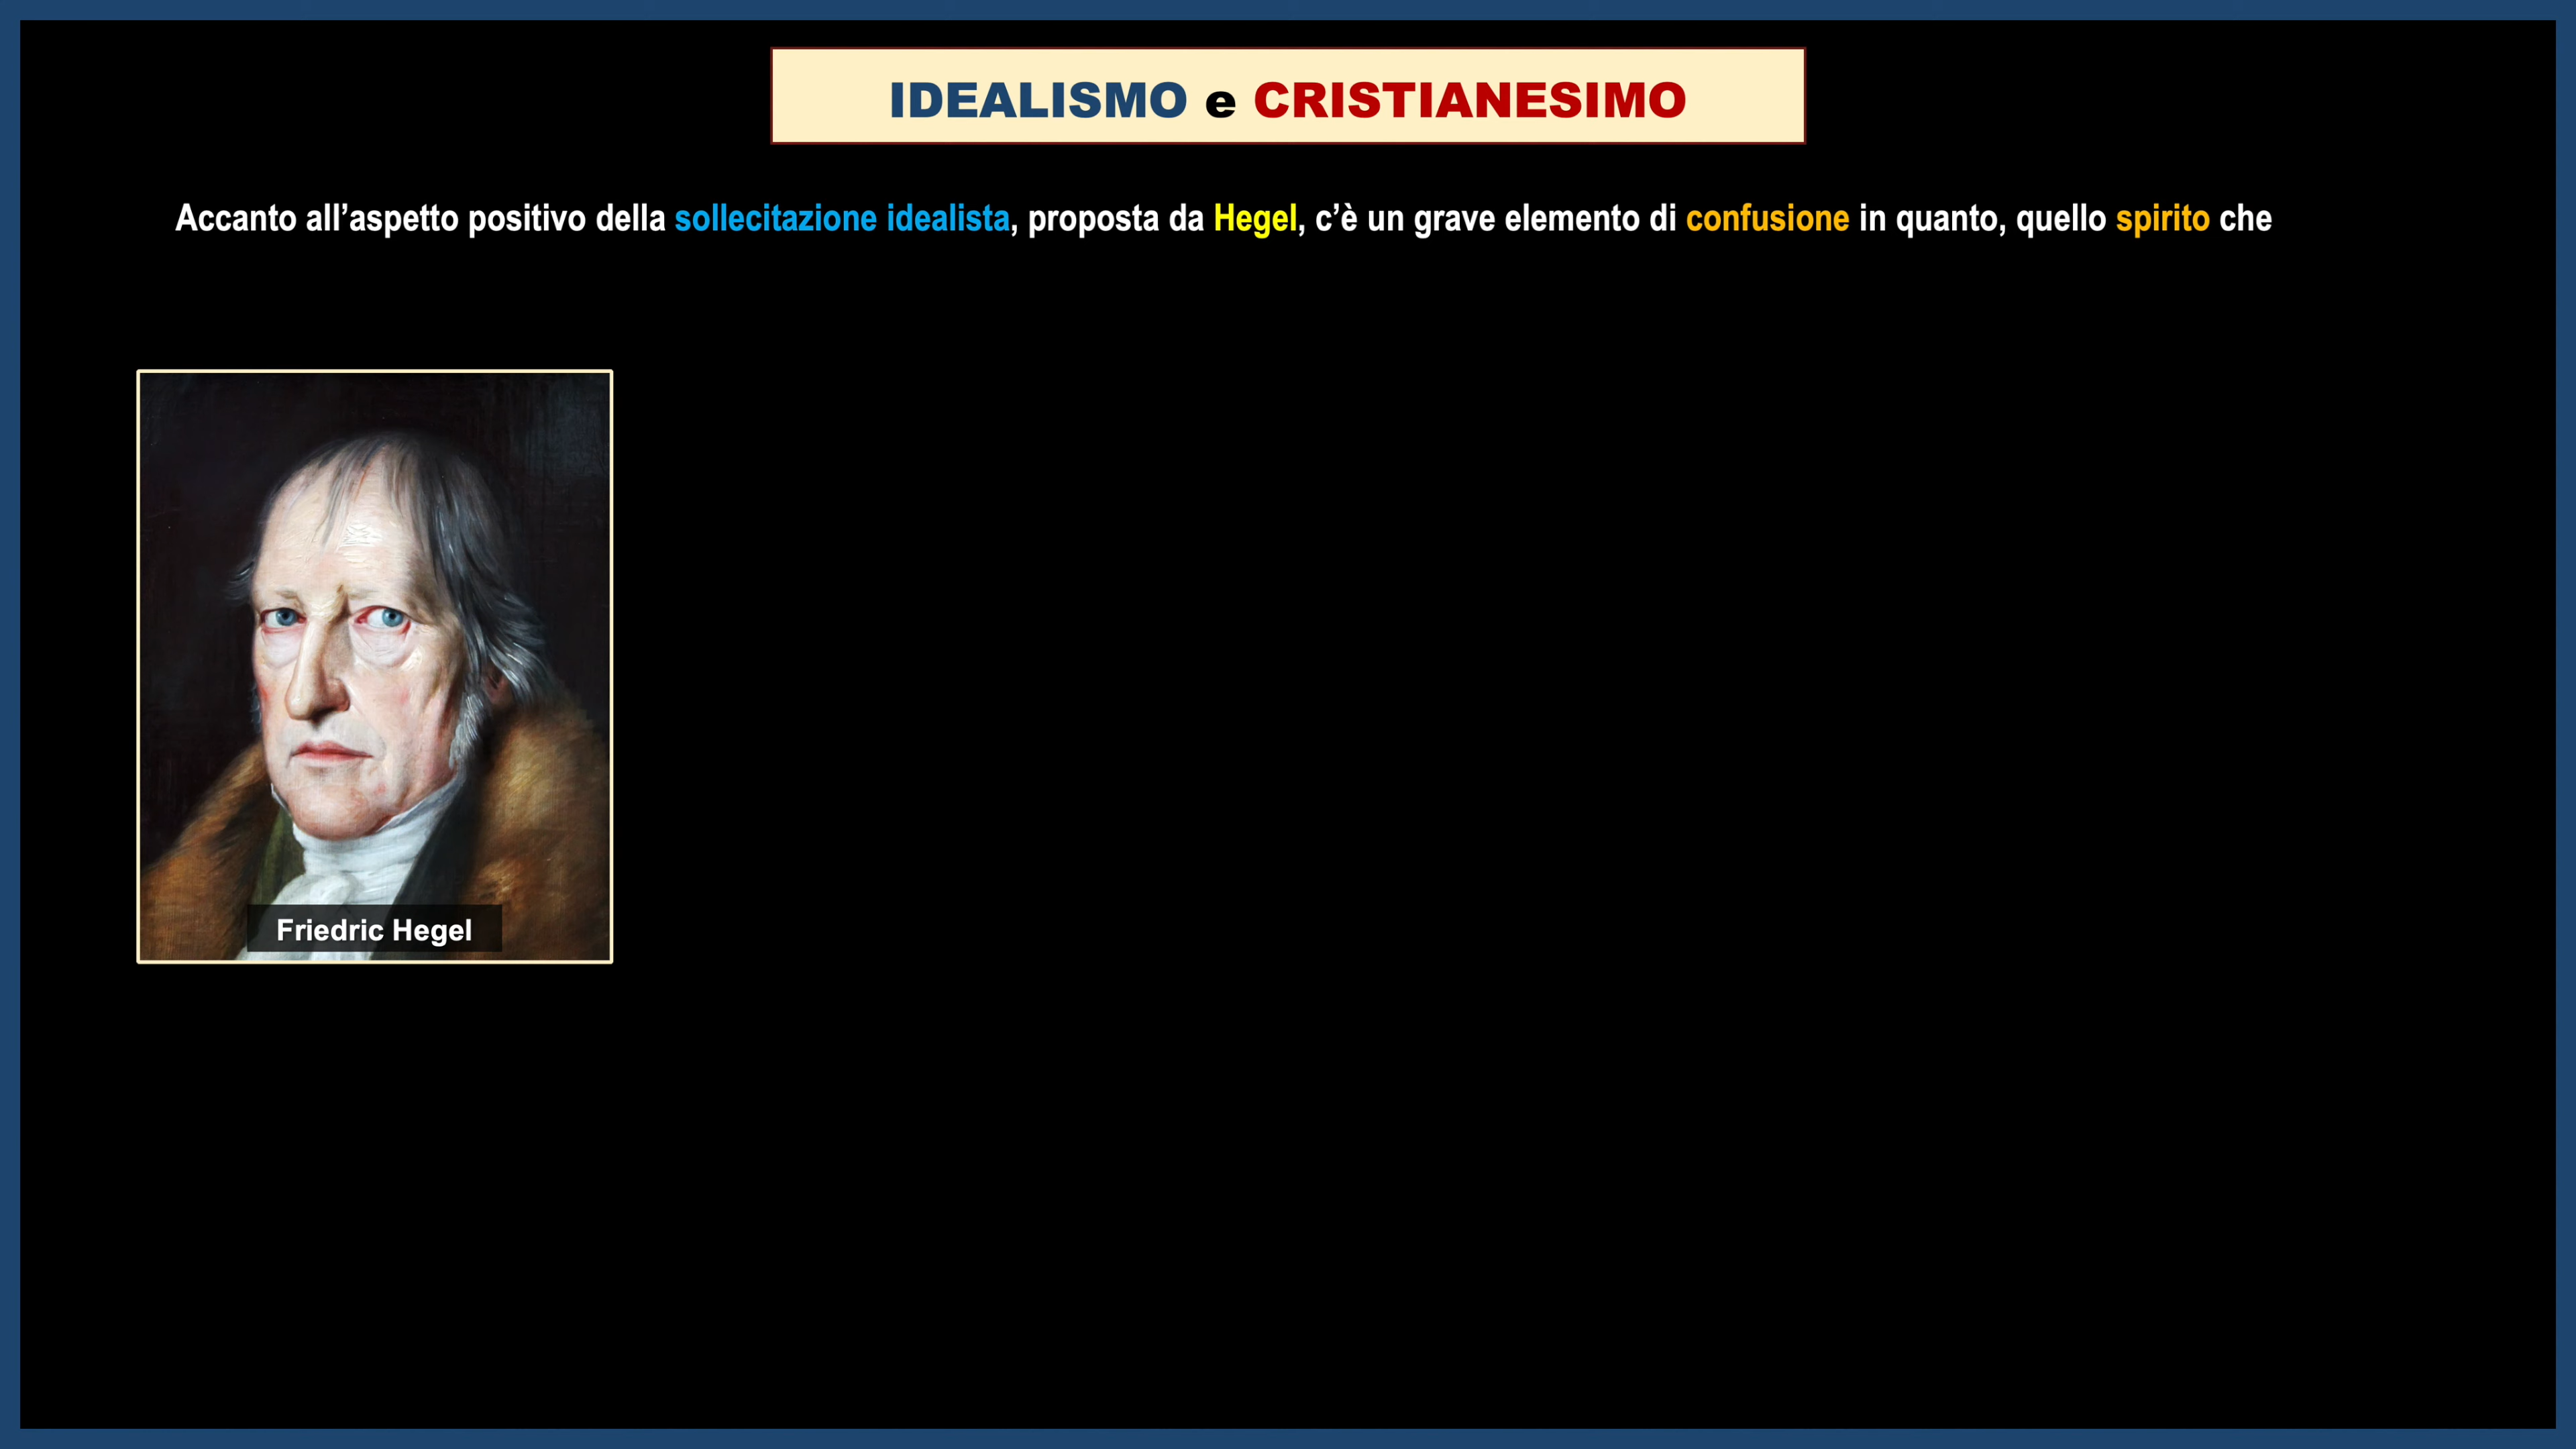 IDEALISMO e CRISTIANESIMO
Accanto all’aspetto positivo della sollecitazione idealista, proposta da Hegel, c’è un grave elemento di confusione in quanto, quello spirito che
Friedric Hegel